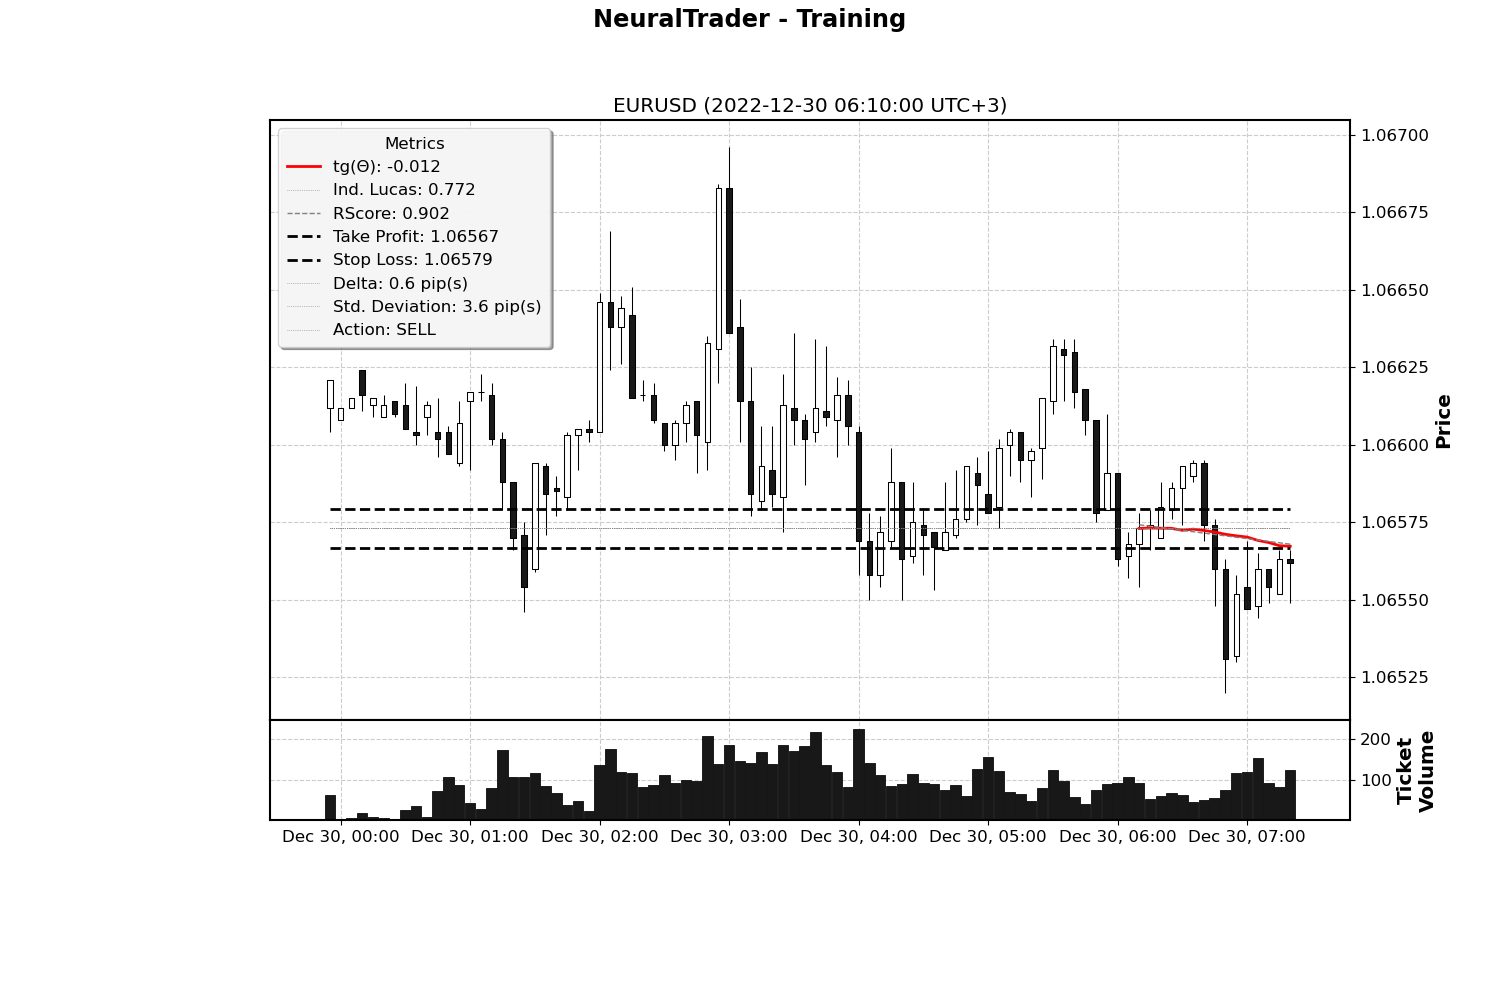 NeuralTrader - Training
EURUSD (2022-12-30 06:10:00 UTC+3)
Metrics
tg(Θ): -0.012
Ind. Lucas: 0.772
RScore: 0.902
Take Profit: 1.06567
Stop Loss: 1.06579
Delta: 0.6 pip(s)
Std. Deviation: 3.6 pip(s)
Action: SELL
1.06700
1.06675
1.06650
1.06625
1.06600
1.06575
1.06550
1.06525
Price
200
100
Ticket
Volume
Dec 30, 00:00 Dec 30, 01:00 Dec 30, 02:00 Dec 30, 03:00 Dec 30, 04:00 Dec 30, 05:00 Dec 30, 06:00 Dec 30, 07:00